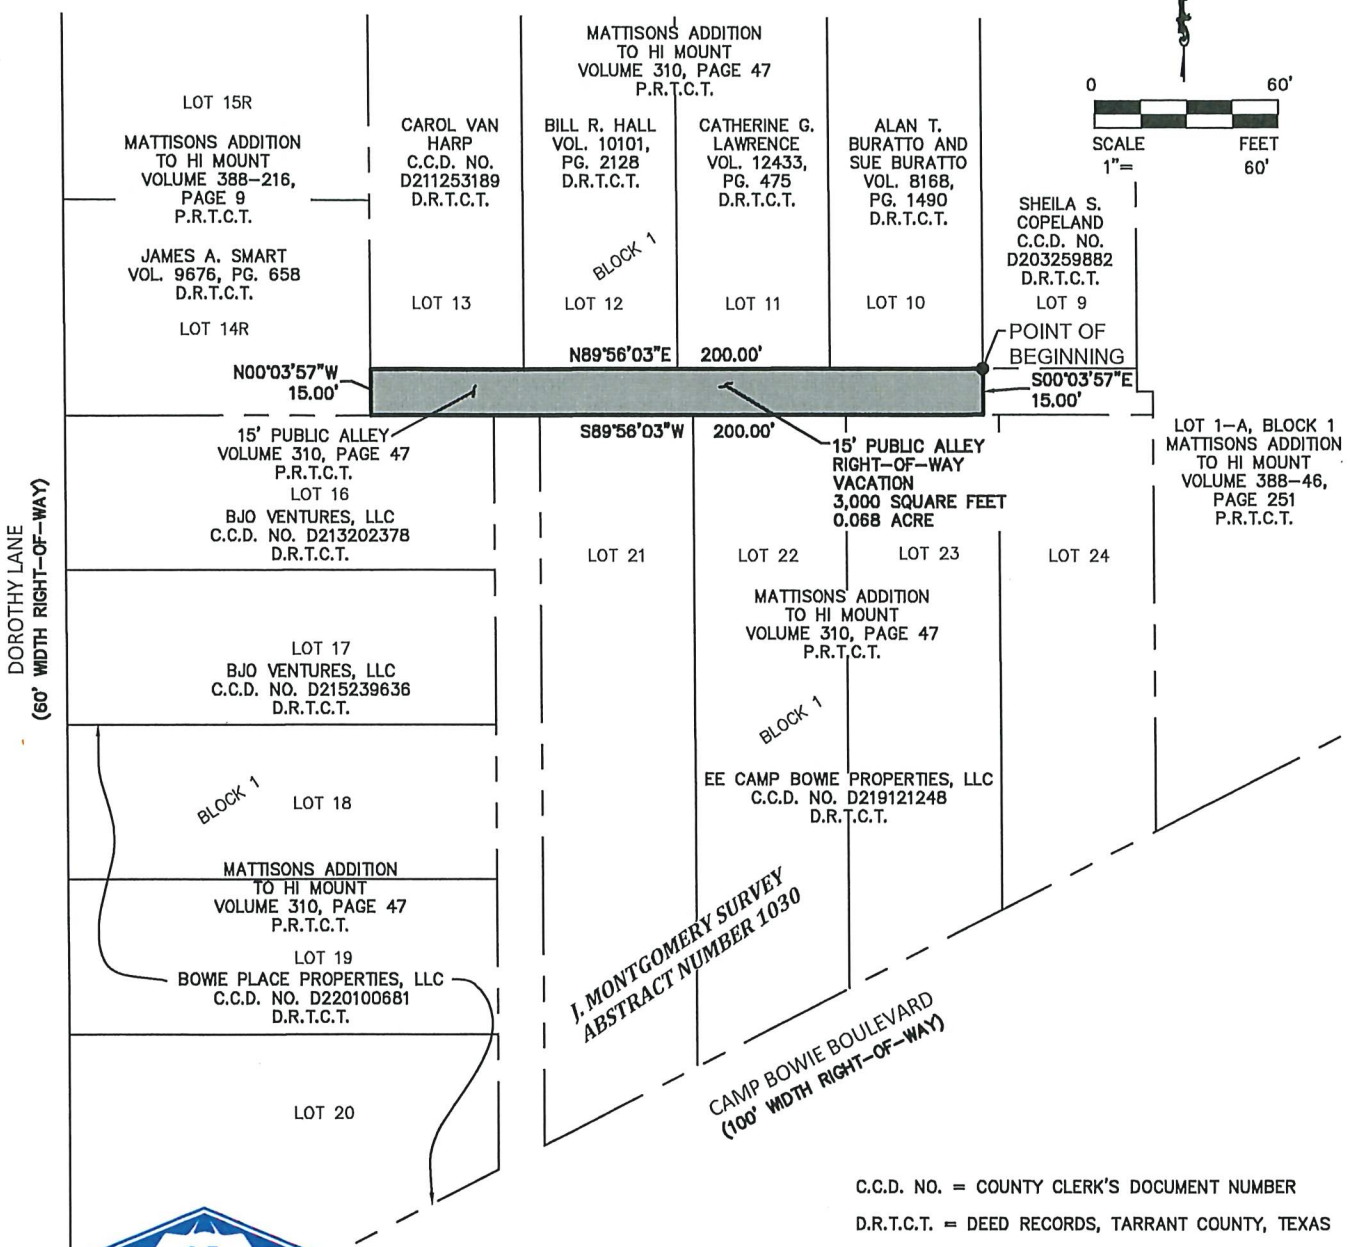 MATTISONS ADDITION
TO HI MOUNT
VOLUME 310, PAGE 47
P.R.T.C.T.
0 60'
SCALE FEET
1"= 60'
LOT 15R
MATTISONS ADDITION
TO HI MOUNT
VOLUME 388-216,
PAGE 9
P.R.T.C.T.
JAMES A. SMART
VOL. 9676, PG. 658
D.R.T.C.T.
LOT 14R
CAROL VAN
HARP
C.C.D. NO.
D211253189
D.R.T.C.T.
LOT 13
BILL R. HALL
VOL. 10101,
PG. 2128
D.R.T.C.T.
BLOCK 1
LOT 12
CATHERINE G.
LAWRENCE
VOL. 12433,
PG. 475
D.R.T.C.T.
LOT 11
ALAN T.
BURATTO AND
SUE BURATTO
VOL. 8168,
PG. 1490
D.R.T.C.T.
LOT 10
SHEILA S.
COPELAND
C.C.D. NO.
D203259882
D.R.T.C.T.
LOT 9
POINT OF
BEGINNING
N00°03'57"W
15.00'
N89°56'03"E 200.00'
S00°03'57"E
15.00'
S89°56'03"W 200.00'
15' PUBLIC ALLEY
VOLUME 310, PAGE 47
P.R.T.C.T.
15' PUBLIC ALLEY
RIGHT-OF-WAY
VACATION
3,000 SQUARE FEET
0.068 ACRE
LOT 1-A, BLOCK 1
MATTISONS ADDITION
TO HI MOUNT
VOLUME 388-46,
PAGE 251
P.R.T.C.T.
LOT 16
BJO VENTURES, LLC
C.C.D. NO. D213202378
D.R.T.C.T.
DOROTHY LANE
(60' WIDTH RIGHT-OF-WAY)
LOT 21
LOT 22
LOT 23
LOT 24
MATTISONS ADDITION
TO HI MOUNT
VOLUME 310, PAGE 47
P.R.T.C.T.
LOT 17
BJO VENTURES, LLC
C.C.D. NO. D215239636
D.R.T.C.T.
BLOCK 1
EE CAMP BOWIE PROPERTIES, LLC
C.C.D. NO. D219121248
D.R.T.C.T.
BLOCK 1
LOT 18
MATTISONS ADDITION
TO HI MOUNT
VOLUME 310, PAGE 47
P.R.T.C.T.
LOT 19
BOWIE PLACE PROPERTIES, LLC
C.C.D. NO. D220100681
D.R.T.C.T.
J. MONTGOMERY SURVEY
ABSTRACT NUMBER 1030
CAMP BOWIE BOULEVARD
(100' WIDTH RIGHT-OF-WAY)
LOT 20
C.C.D. NO. = COUNTY CLERK'S DOCUMENT NUMBER
D.R.T.C.T. = DEED RECORDS, TARRANT COUNTY, TEXAS